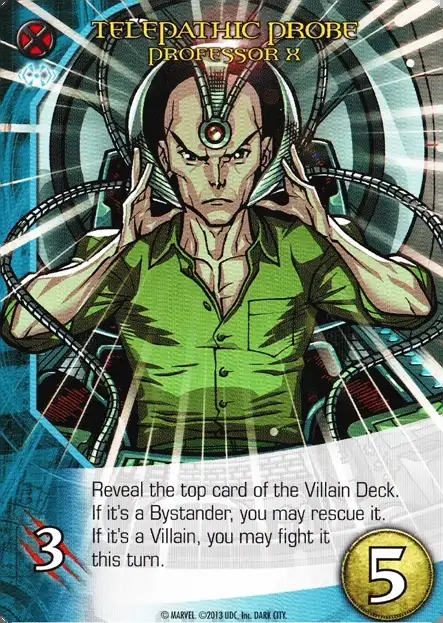 TELEPATHIC PROBE
PROFESSOR X
Reveal the top card of the Villain Deck.
If it's a Bystander, you may rescue it.
If it's a Villain, you may fight it
this turn.
3
5
© MARVEL ©2013 UDC, Inc. DARK CITY.